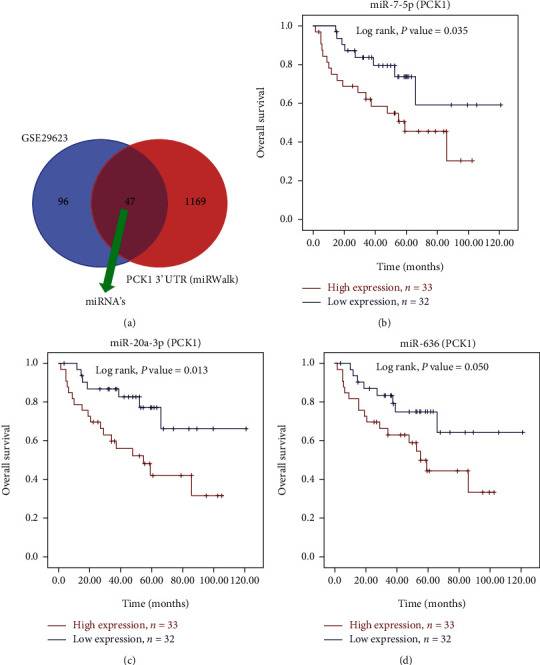 GSE29623
96
47
1169
PCK1 3' UTR (miRWalk)
miRNA's
(a)
miR-7-5p (PCK1)
Log rank, P value = 0.035
Overall survival
1.0
0.8
0.6
0.4
0.2
0.0
0.0 20.00 40.00 60.00 80.00 100.00 120.00
Time (months)
High expression, n = 33
Low expression, n = 32
(b)
miR-20a-3p (PCK1)
Log rank, P value = 0.013
Overall survival
1.0
0.8
0.6
0.4
0.2
0.0
0.0 20.00 40.00 60.00 80.00 100.00 120.00
Time (months)
High expression, n = 33
Low expression, n = 32
(c)
miR-636 (PCK1)
Log rank, P value = 0.050
Overall survival
1.0
0.8
0.6
0.4
0.2
0.0
0.0 20.00 40.00 60.00 80.00 100.00 120.00
Time (months)
High expression, n = 33
Low expression, n = 32
(d)